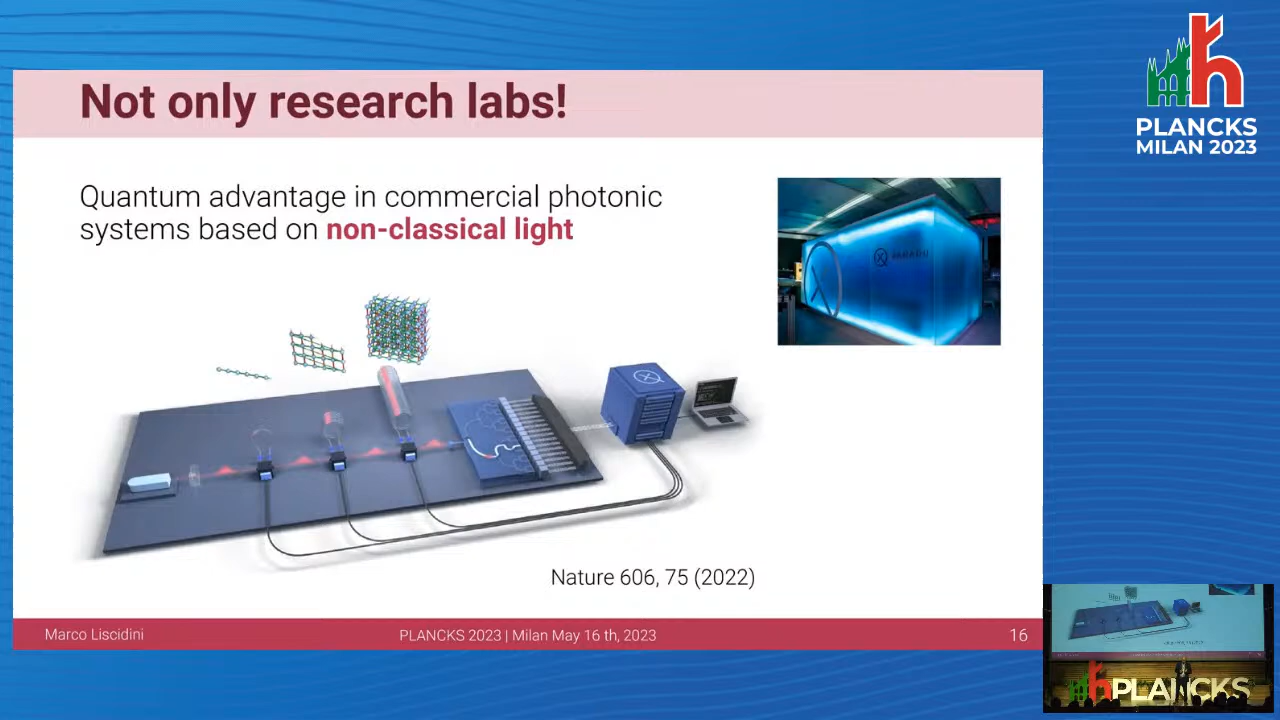 Not only research labs!
PLANCKS
MILAN 2023
Quantum advantage in commercial photonic
systems based on non-classical light
XANADU
Nature 606, 75 (2022)
Marco Liscidini
PLANCKS 2023 | Milan May 16 th, 2023
16
PLANCKS